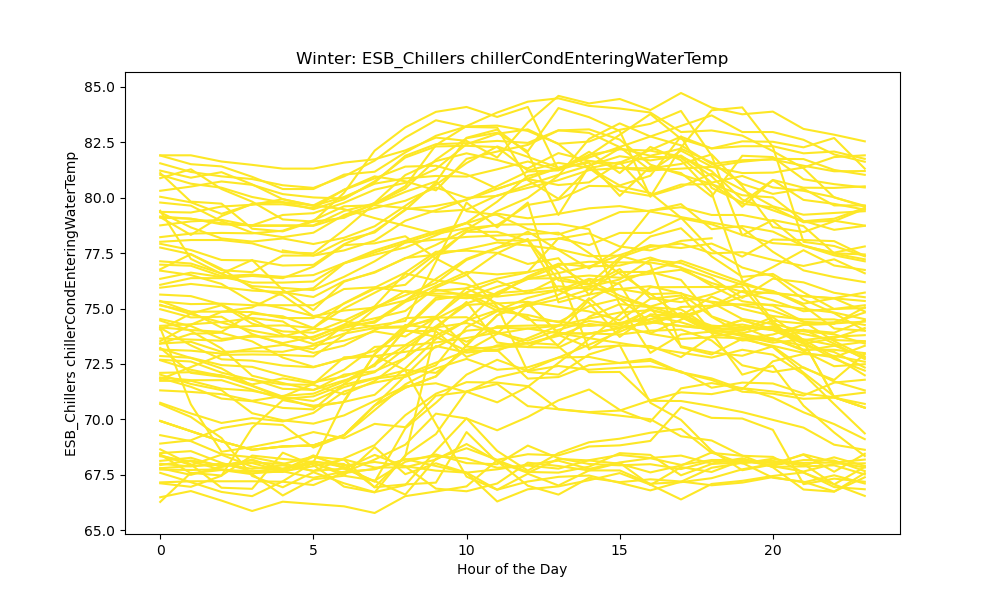 Winter: ESB_Chillers chillerCondEnteringWaterTemp
ESB_Chillers chillerCondEnteringWaterTemp
85.0
82.5
80.0
77.5
75.0
72.5
70.0
67.5
65.0
0 5 10 15 20
Hour of the Day